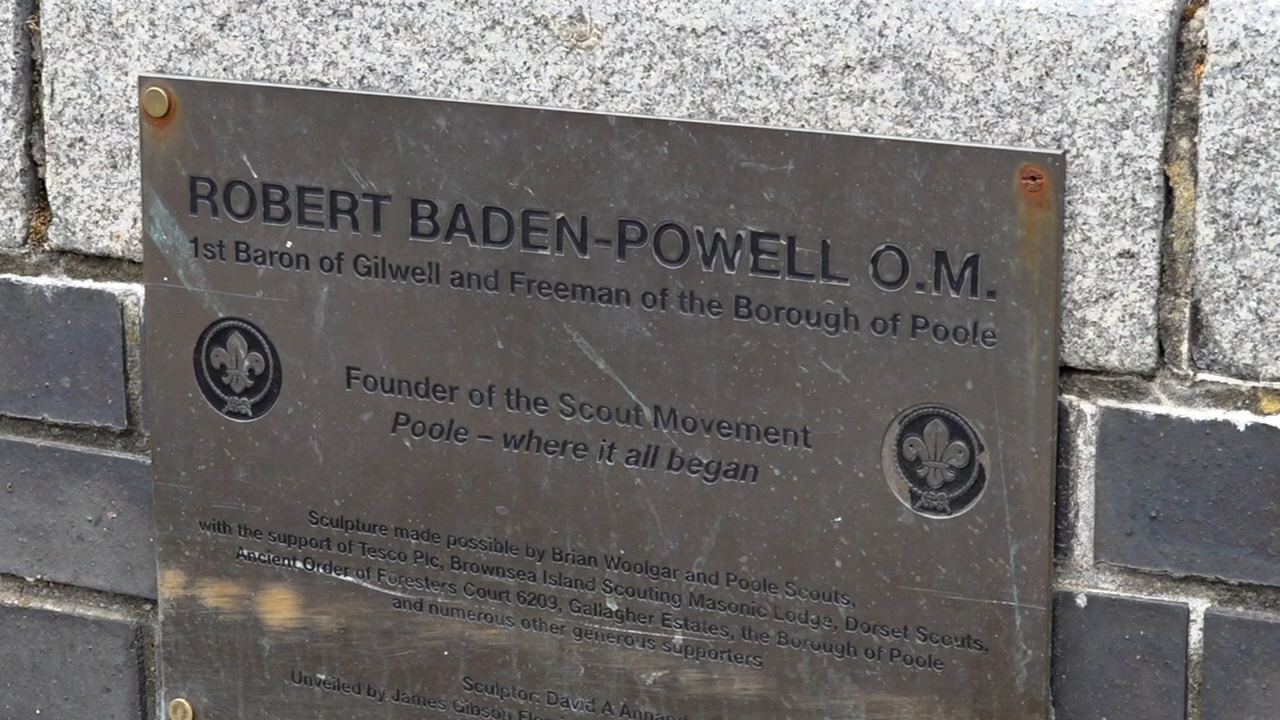 ROBERT BADEN-POWELL O.M.
1st Baron of Gilwell and Freeman of the Borough of Poole
Founder of the Scout Movement
Poole – where it all began
Sculpture made possible by Brian Woolgar and Poole Scouts,
with the support of Tesco Plc, Brownsea Island Scouting Masonic Lodge, Dorset Scouts,
Ancient Order of Foresters Court 6209, Gallagher Estates, the Borough of Poole
and numerous other generous supporters
Sculptor: David A Annand
Unveiled by James Gibson